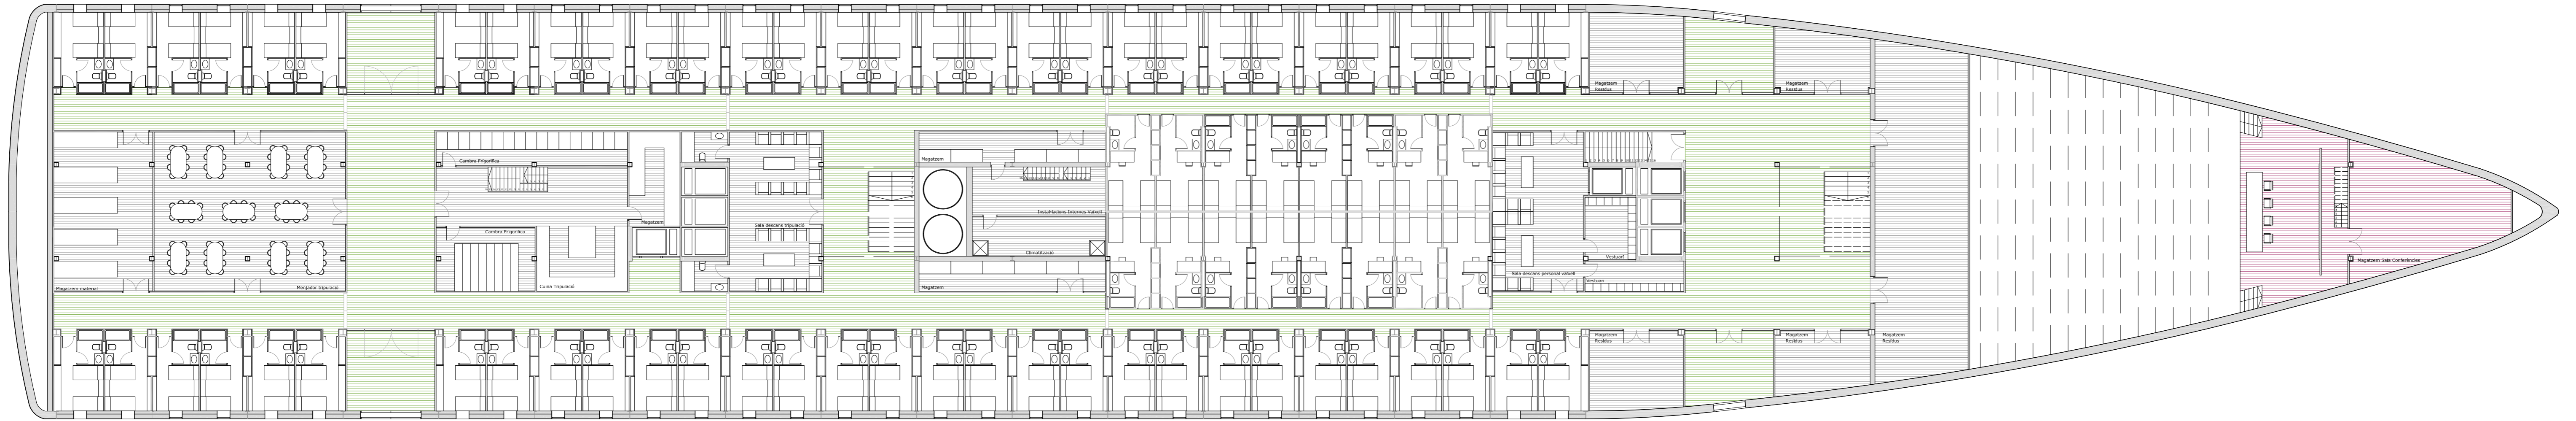 Magatzem
Residus
Magatzem
Residus
Cambra Frigorífica
Magatzem
Magatzem
Instal·lacions Internes Vaixell
Sala descans tripulació
Cambra Frigorífica
Climatització
Vestuari
Magatzem Sala Conferències
Sala descans personal vaixell
Vestuari
Magatzem material
Menjador tripulació
Cuina Tripulació
Magatzem
Magatzem
Residus
Magatzem
Residus
Magatzem
Residus